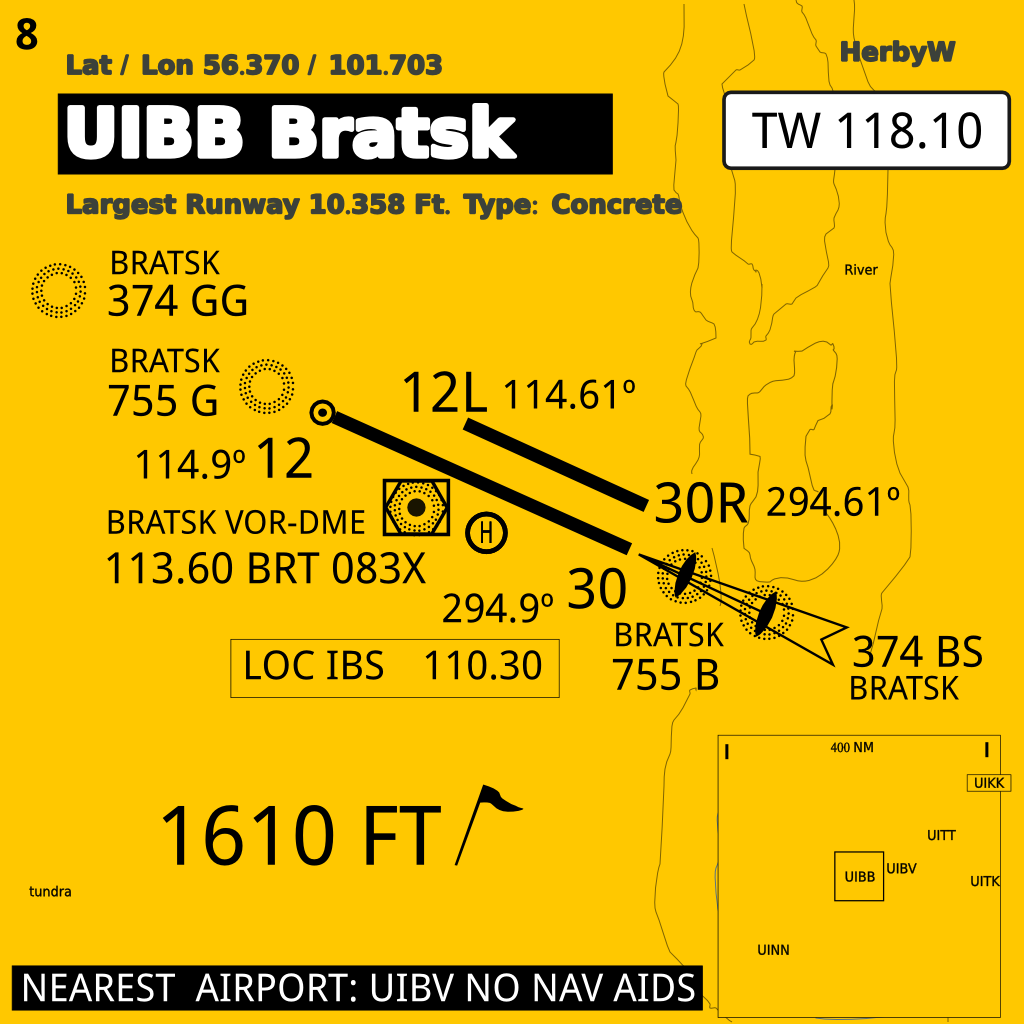 8
Lat / Lon 56.370 / 101.703
HerbyW
UIBB Bratsk
TW 118.10
Largest Runway 10.358 Ft. Type: Concrete
BRATSK
374 GG
River
BRATSK
755 G
12L 114.61º
114.9º 12
30R 294.61º
BRATSK VOR-DME
H
113.60 BRT 083X
294.9º 30
BRATSK
755 B
374 BS
BRATSK
LOC IBS 110.30
400 NM
UIKK
1610 FT
UITT
UIBB
UIBV
UITK
tundra
UINN
NEAREST AIRPORT: UIBV NO NAV AIDS